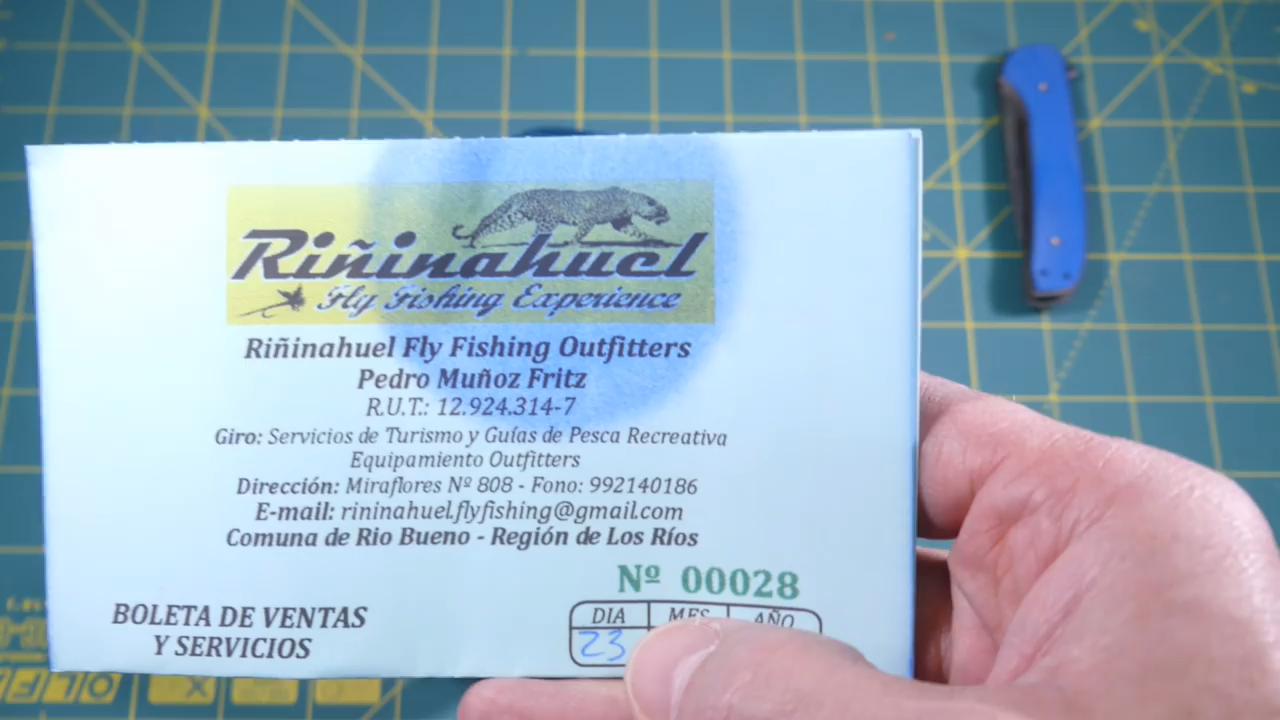 Riñinahuel
Fly Fishing Experience
Riñinahuel Fly Fishing Outfitters
Pedro Muñoz Fritz
R.U.T.: 12.924.314-7
Giro: Servicios de Turismo y Guías de Pesca Recreativa
Equipamiento Outfitters
Dirección: Miraflores Nº 808 - Fono: 992140186
E-mail: rininahuel.flyfishing@gmail.com
Comuna de Rio Bueno - Región de Los Ríos
Nº 00028
BOLETA DE VENTAS
Y SERVICIOS
DIA MES AÑO
23